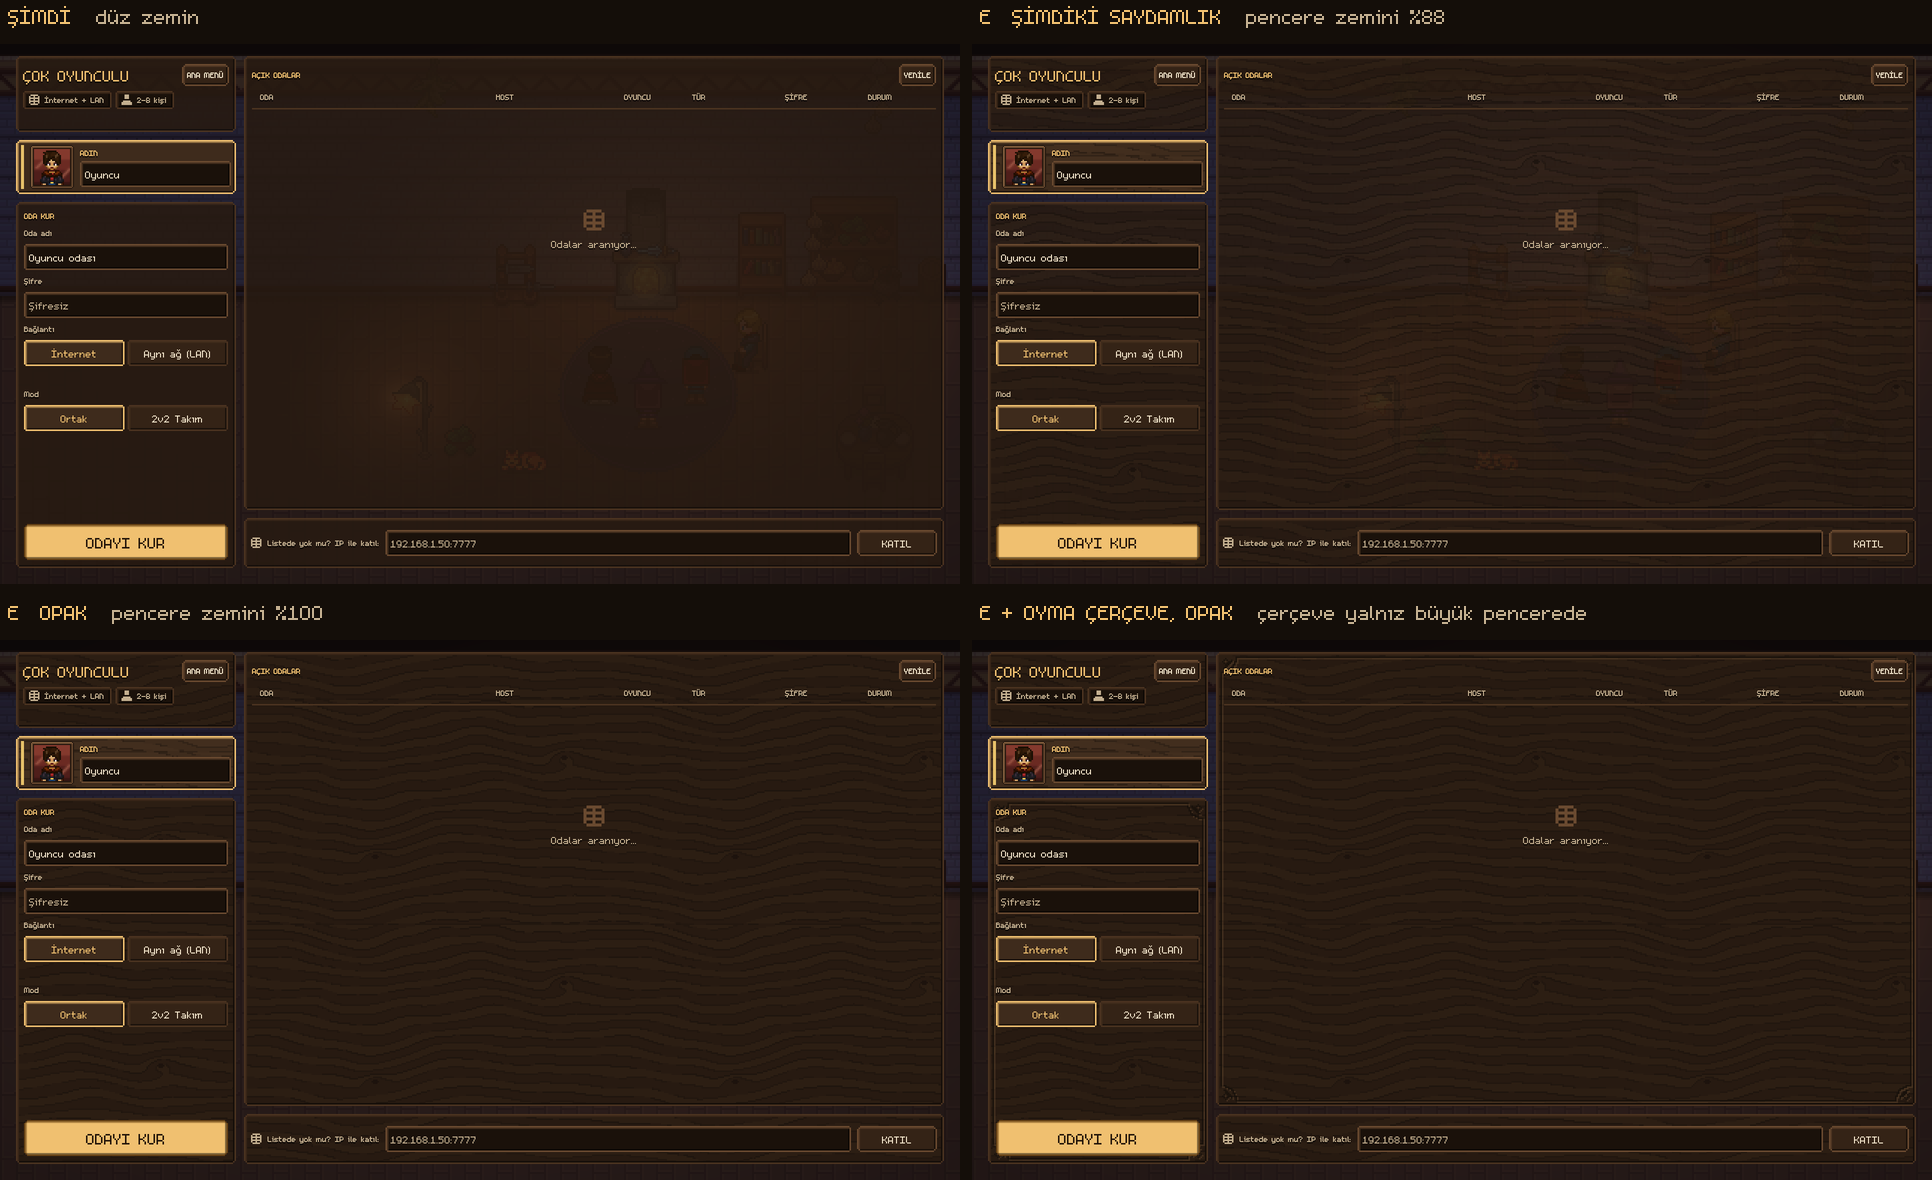 ŞİMDİ düz zemin
ÇOK OYUNCULU ANA MENÜ
İnternet + LAN 2-8 kişi
ADIN
Oyuncu
ODA KUR
Oda adı
Oyuncu odası
Şifre
Şifresiz
Bağlantı
İnternet Aynı ağ (LAN)
Mod
Ortak 2v2 Takım
ODAYI KUR
AÇIK ODALAR YENİLE
ODA HOST OYUNCU TÜR ŞİFRE DURUM
Odalar aranıyor...
Listede yok mu? IP ile katıl: 192.168.1.50:7777 KATIL
E ŞİMDİKİ SAYDAMLIK pencere zemini %88
ÇOK OYUNCULU ANA MENÜ
İnternet + LAN 2-8 kişi
ADIN
Oyuncu
ODA KUR
Oda adı
Oyuncu odası
Şifre
Şifresiz
Bağlantı
İnternet Aynı ağ (LAN)
Mod
Ortak 2v2 Takım
ODAYI KUR
AÇIK ODALAR YENİLE
ODA HOST OYUNCU TÜR ŞİFRE DURUM
Odalar aranıyor...
Listede yok mu? IP ile katıl: 192.168.1.50:7777 KATIL
E OPAK pencere zemini %100
ÇOK OYUNCULU ANA MENÜ
İnternet + LAN 2-8 kişi
ADIN
Oyuncu
ODA KUR
Oda adı
Oyuncu odası
Şifre
Şifresiz
Bağlantı
İnternet Aynı ağ (LAN)
Mod
Ortak 2v2 Takım
ODAYI KUR
AÇIK ODALAR YENİLE
ODA HOST OYUNCU TÜR ŞİFRE DURUM
Odalar aranıyor...
Listede yok mu? IP ile katıl: 192.168.1.50:7777 KATIL
E + OYMA ÇERÇEVE, OPAK çerçeve yalnız büyük pencerede
ÇOK OYUNCULU ANA MENÜ
İnternet + LAN 2-8 kişi
ADIN
Oyuncu
ODA KUR
Oda adı
Oyuncu odası
Şifre
Şifresiz
Bağlantı
İnternet Aynı ağ (LAN)
Mod
Ortak 2v2 Takım
ODAYI KUR
AÇIK ODALAR YENİLE
ODA HOST OYUNCU TÜR ŞİFRE DURUM
Odalar aranıyor...
Listede yok mu? IP ile katıl: 192.168.1.50:7777 KATIL